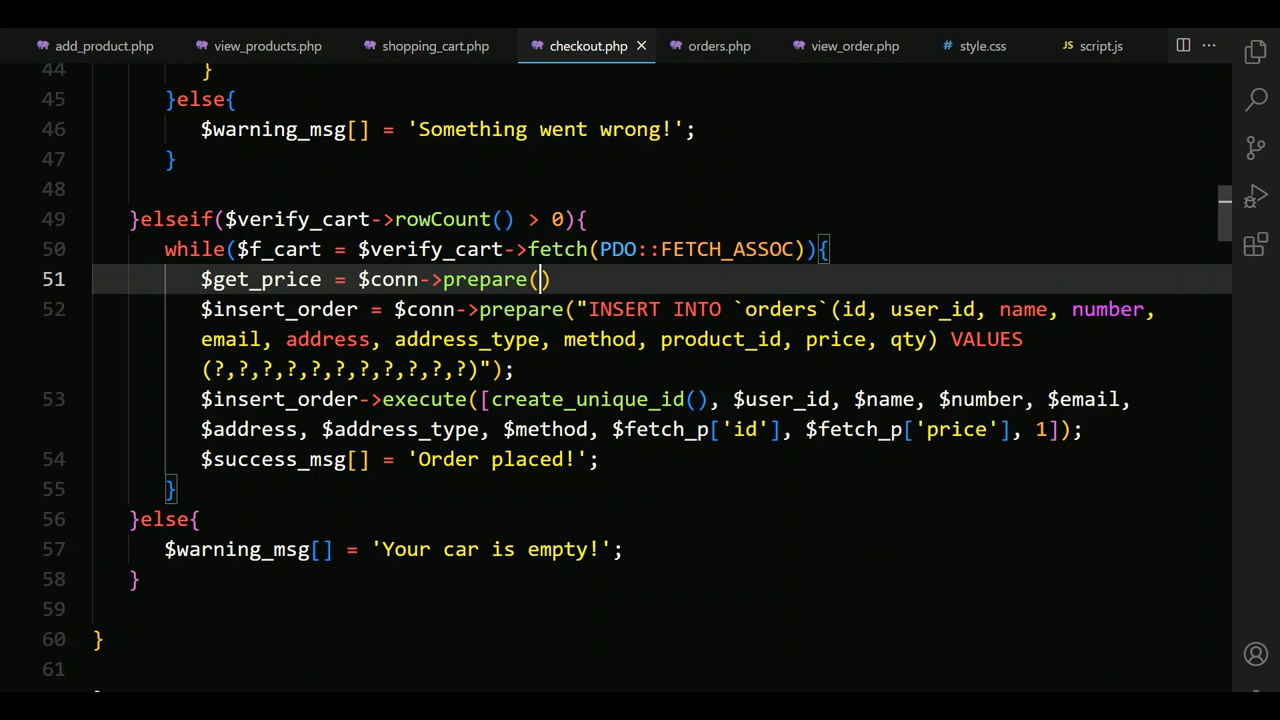 add_product.php view_products.php shopping_cart.php checkout.php orders.php view_order.php # style.css JS script.js
44 }
45 }else{
46 $warning_msg[] = 'Something went wrong!';
47 }
48
49 }elseif($verify_cart->rowCount() > 0){
50 while($f_cart = $verify_cart->fetch(PDO::FETCH_ASSOC)){
51 $get_price = $conn->prepare()
52 $insert_order = $conn->prepare("INSERT INTO `orders`(id, user_id, name, number,
email, address, address_type, method, product_id, price, qty) VALUES
(?,?,?,?,?,?,?,?,?,?,?)");
53 $insert_order->execute([create_unique_id(), $user_id, $name, $number, $email,
$address, $address_type, $method, $fetch_p['id'], $fetch_p['price'], 1]);
54 $success_msg[] = 'Order placed!';
55 }
56 }else{
57 $warning_msg[] = 'Your car is empty!';
58 }
59
60 }
61